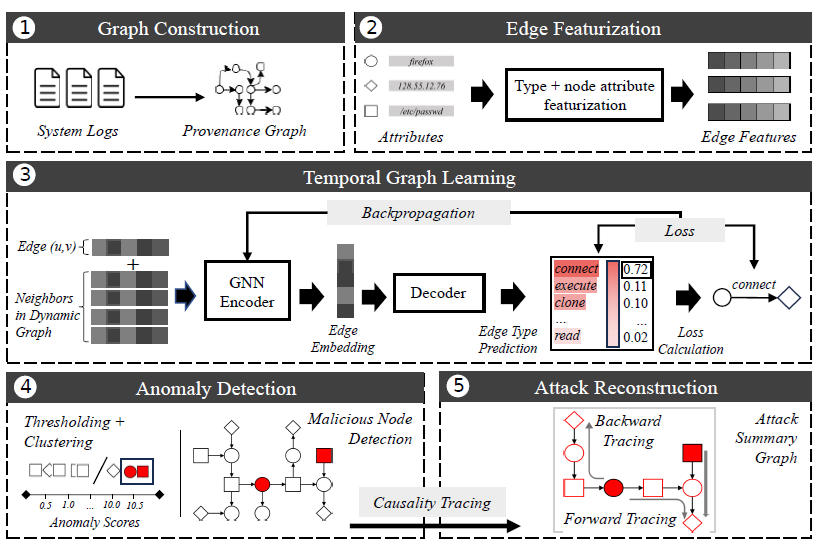 1 Graph Construction
System Logs
Provenance Graph
2 Edge Featurization
firefox
128.55.12.76
/etc/passwd
Attributes
Type + node attribute
featurization
Edge Features
3 Temporal Graph Learning
Backpropagation
Loss
Edge (u,v)
+
Neighbors
in Dynamic
Graph
GNN
Encoder
Edge
Embedding
Decoder
Edge Type
Prediction
connect 0.72
execute 0.11
clone 0.10
... ...
read 0.02
Loss
Calculation
connect
4 Anomaly Detection
Thresholding +
Clustering
0.5 1.0 ... 10.0 10.5
Anomaly Scores
Malicious Node
Detection
Causality Tracing
5 Attack Reconstruction
Backward
Tracing
Forward Tracing
Attack
Summary
Graph